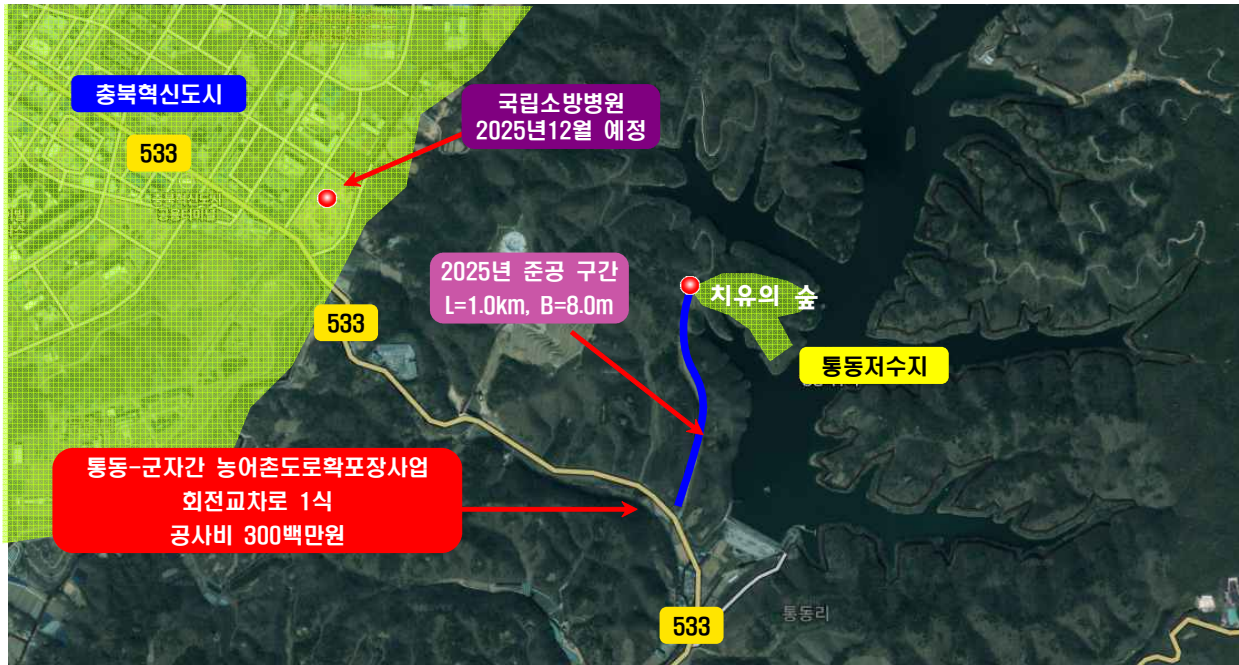 충북혁신도시
533
국립소방병원
2025년12월 예정
2025년 준공 구간
L=1.0km, B=8.0m
치유의 숲
533
통동저수지
통동-군자간 농어촌도로확포장사업
회전교차로 1식
공사비 300백만원
533
통동리